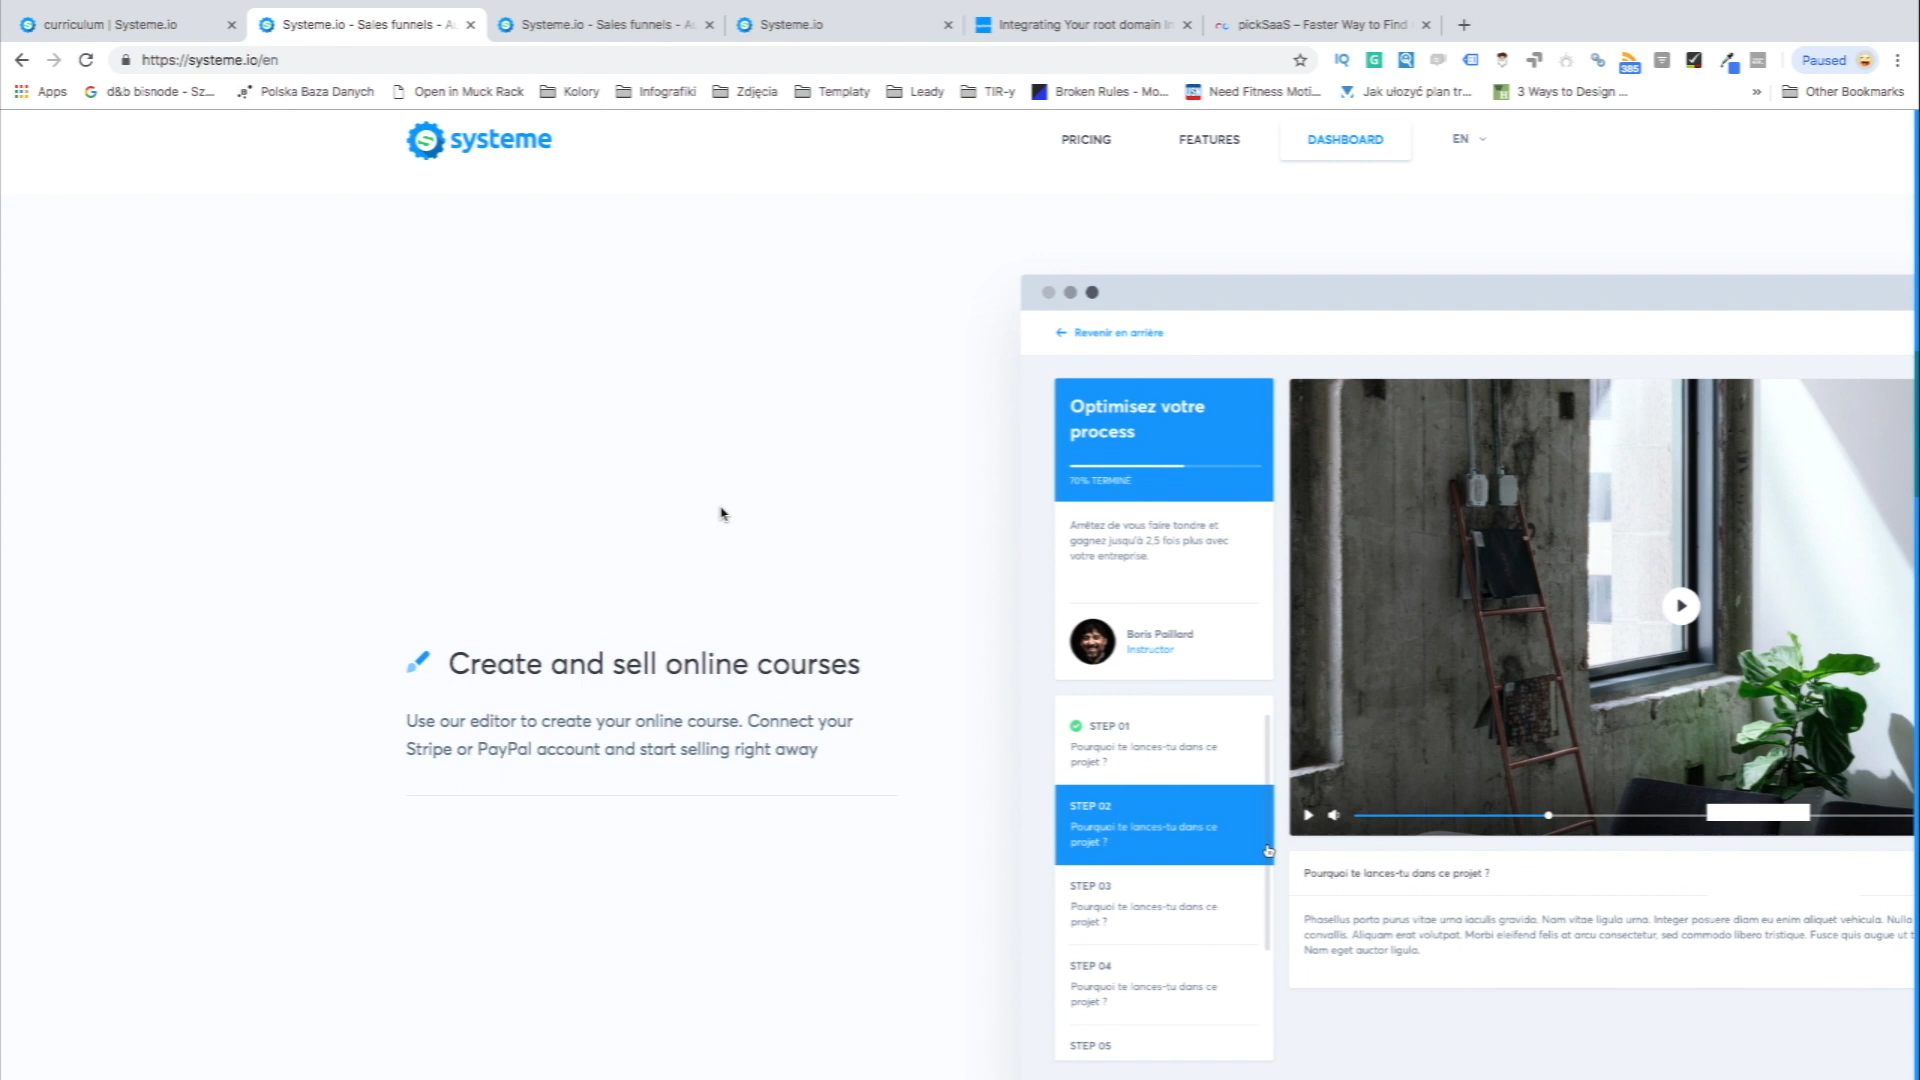 curriculum | Systeme.io
Systeme.io - Sales funnels - Au
Systeme.io - Sales funnels - Au
Systeme.io
Integrating Your root domain In
pickSaaS – Faster Way to Find
https://systeme.io/en
385
Paused
Apps
d&b bisnode - Sz...
Polska Baza Danych
Open in Muck Rack
Kolory
Infografiki
Zdjęcia
Templaty
Leady
TIR-y
Broken Rules - Mo...
Need Fitness Moti...
Jak ułożyć plan tr...
3 Ways to Design ...
»
Other Bookmarks
systeme
PRICING
FEATURES
DASHBOARD
EN
Revenir en arrière
Optimisez votre
process
70% TERMINÉ
Arrêtez de vous faire tondre et
gagnez jusqu'à 2,5 fois plus avec
votre entreprise.
Boris Paillard
Instructor
Create and sell online courses
Use our editor to create your online course. Connect your
Stripe or PayPal account and start selling right away
STEP 01
Pourquoi te lances-tu dans ce
projet ?
STEP 02
Pourquoi te lances-tu dans ce
projet ?
STEP 03
Pourquoi te lances-tu dans ce
projet ?
STEP 04
Pourquoi te lances-tu dans ce
projet ?
STEP 05
Pourquoi te lances-tu dans ce projet ?
Phasellus porta purus vitae urna iaculis gravida. Nam vitae ligula urna. Integer posuere diam eu enim aliquet vehicula. Nulla
convallis. Aliquam erat volutpat. Morbi eleifend felis at arcu consectetur, sed commodo libero tristique. Fusce quis augue ut
Nam eget auctor ligula.